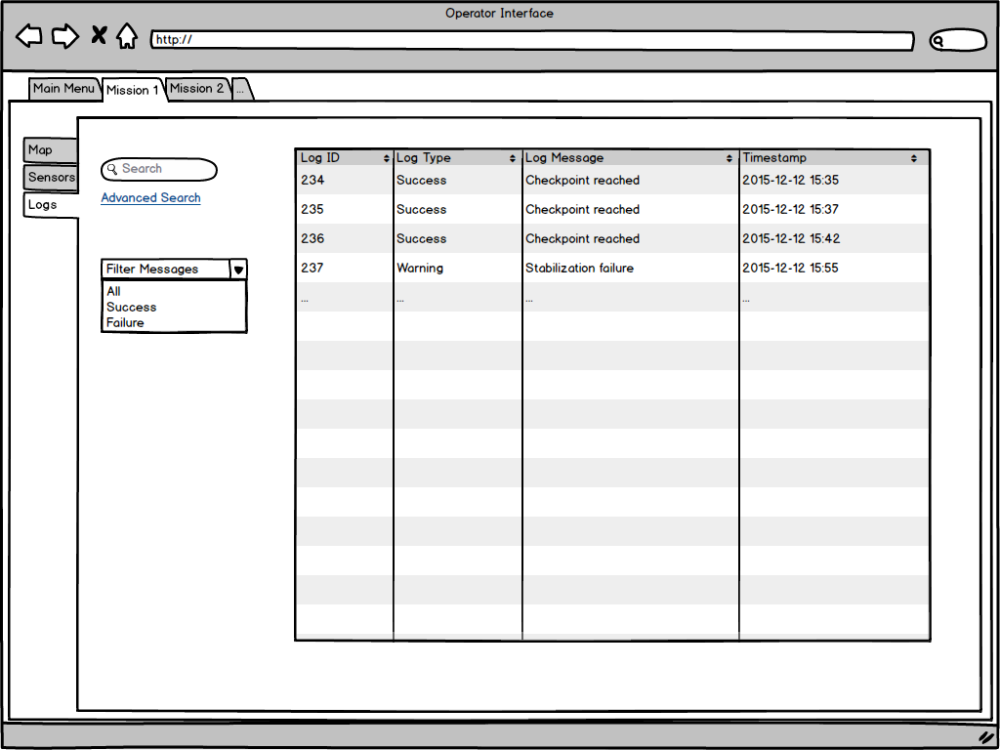 Operator Interface
http://
Main Menu Mission 1 Mission 2 ...
Map
Sensors
Logs
Search
Advanced Search
Filter Messages
All
Success
Failure
Log ID Log Type Log Message Timestamp
234 Success Checkpoint reached 2015-12-12 15:35
235 Success Checkpoint reached 2015-12-12 15:37
236 Success Checkpoint reached 2015-12-12 15:42
237 Warning Stabilization failure 2015-12-12 15:55
... ... ... ...